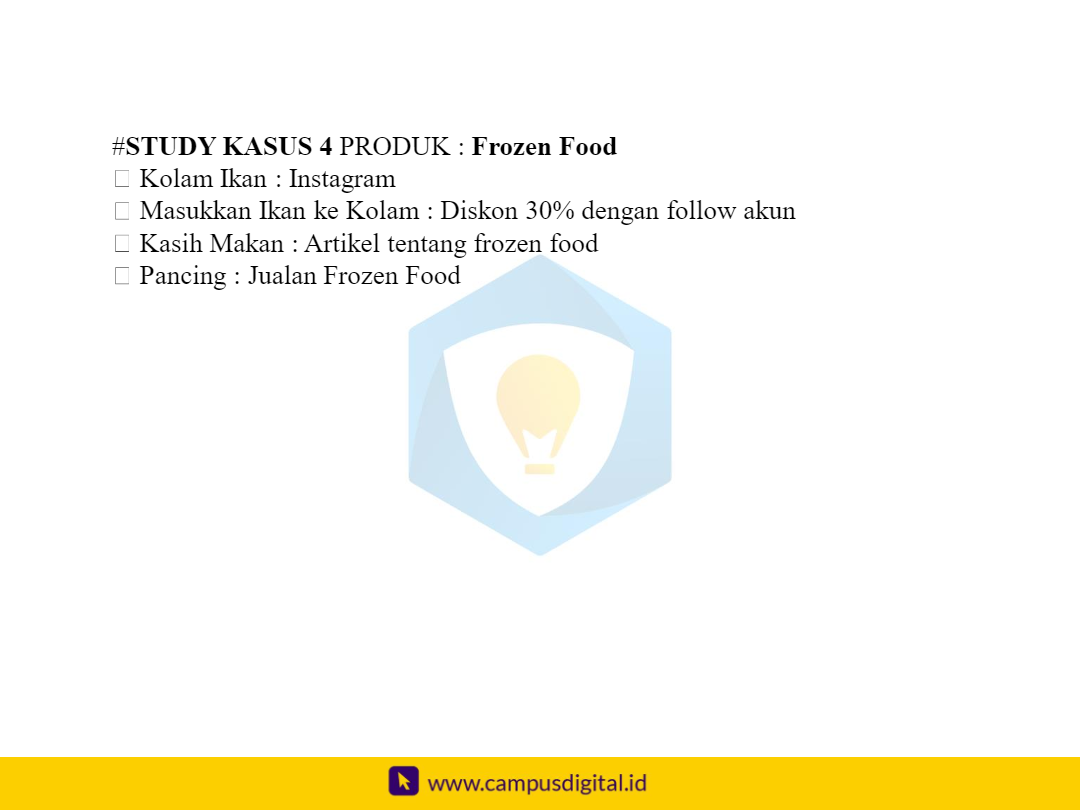 #STUDY KASUS 4 PRODUK : Frozen Food
□ Kolam Ikan : Instagram
□ Masukkan Ikan ke Kolam : Diskon 30% dengan follow akun
□ Kasih Makan : Artikel tentang frozen food
□ Pancing : Jualan Frozen Food
www.campusdigital.id